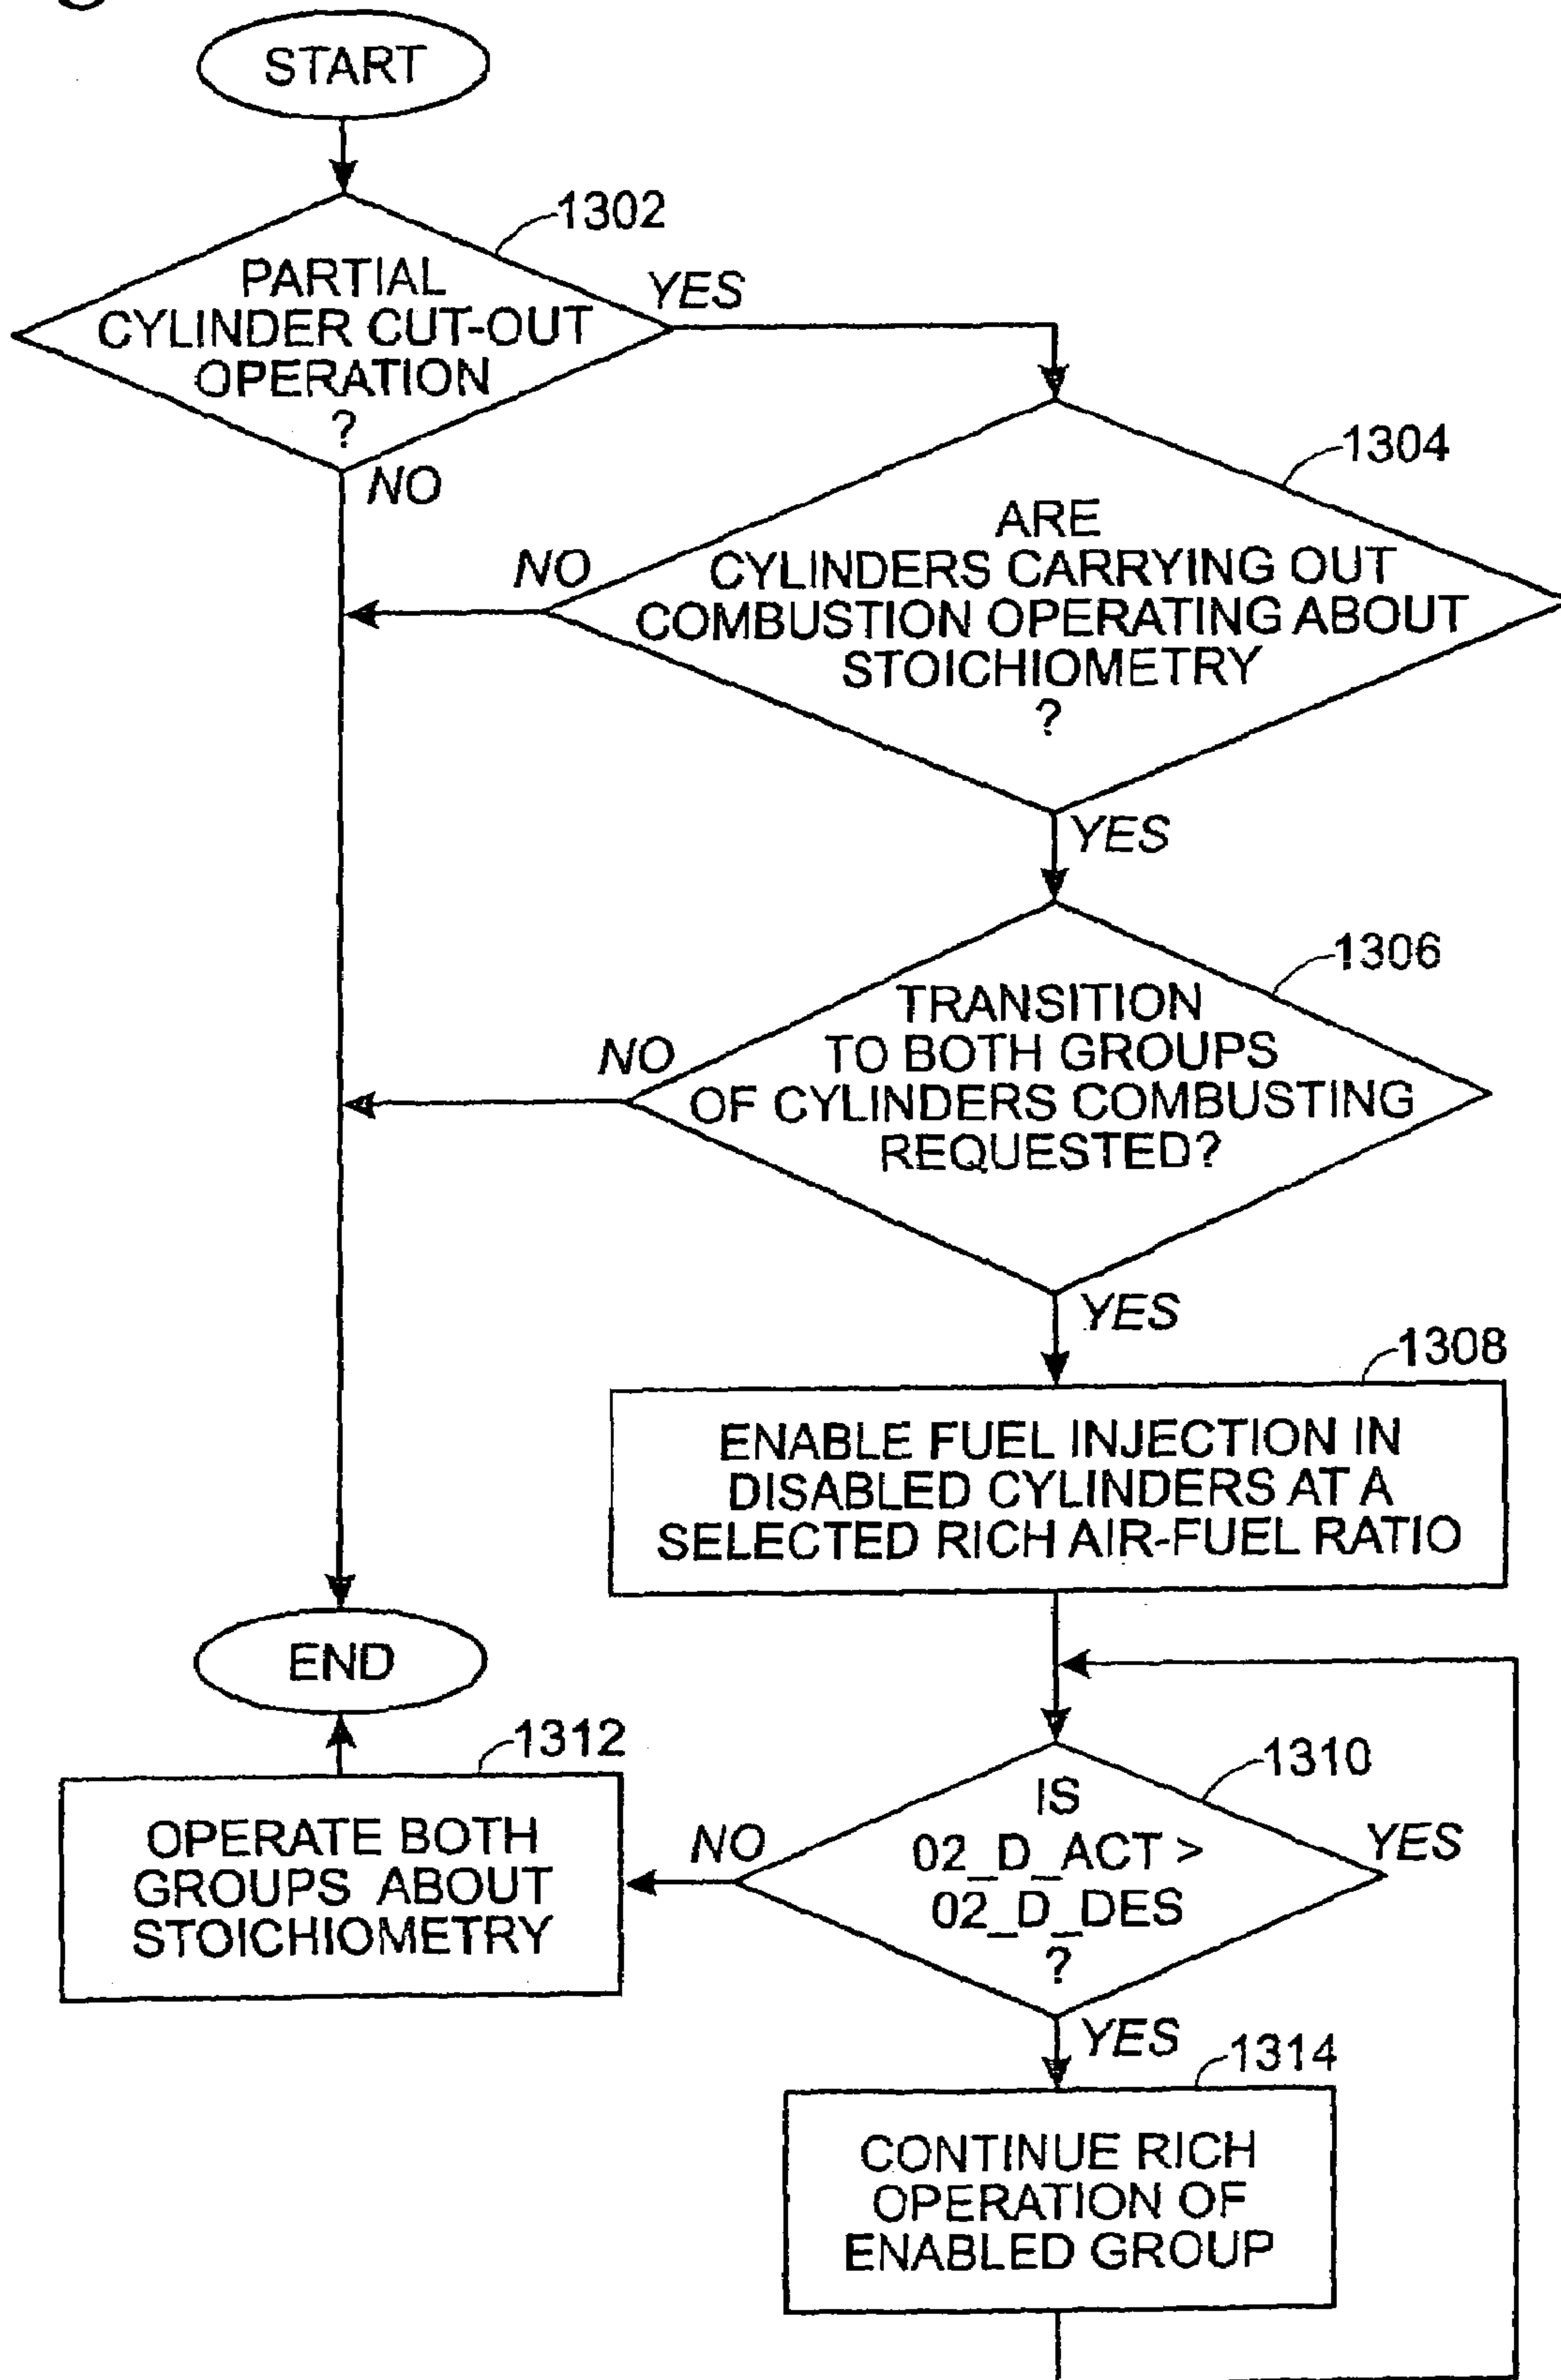 START
1302
PARTIAL
CYLINDER CUT-OUT
OPERATION
?
YES
NO
1304
ARE
CYLINDERS CARRYING OUT
COMBUSTION OPERATING ABOUT
STOICHIOMETRY
?
NO
YES
1306
TRANSITION
TO BOTH GROUPS
OF CYLINDERS COMBUSTING
REQUESTED?
NO
YES
1308
ENABLE FUEL INJECTION IN
DISABLED CYLINDERS AT A
SELECTED RICH AIR-FUEL RATIO
END
1310
IS
02_D_ACT >
02_D_DES
?
NO
YES
YES
1312
OPERATE BOTH
GROUPS ABOUT
STOICHIOMETRY
1314
CONTINUE RICH
OPERATION OF
ENABLED GROUP